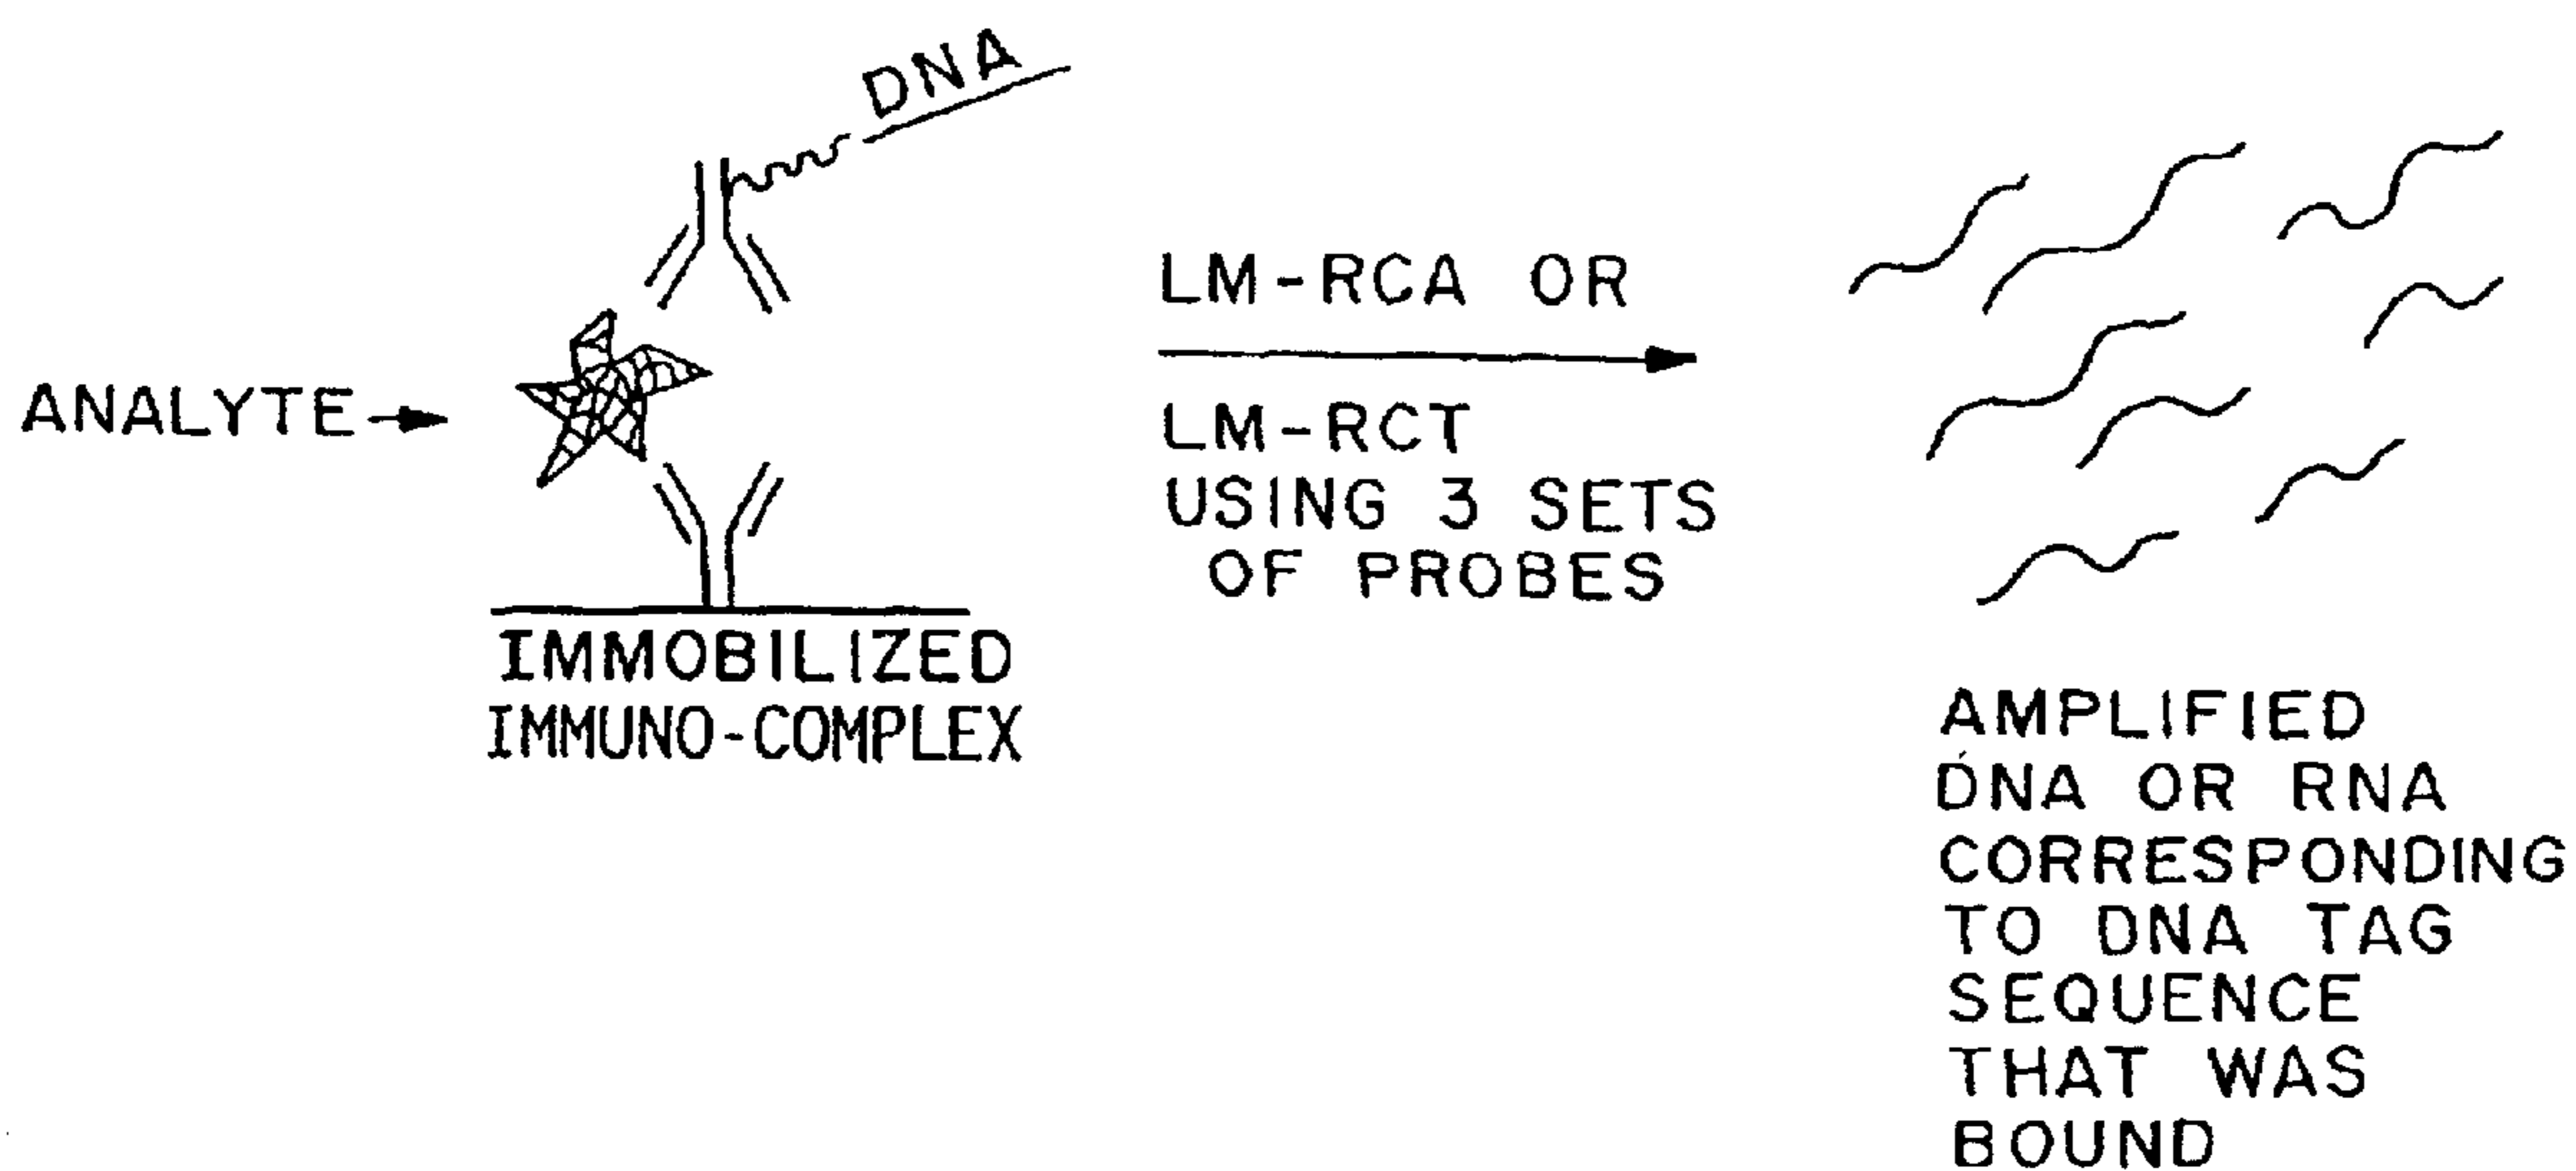 DNA
ANALYTE
IMMOBILIZED
IMMUNO-COMPLEX
LM-RCA OR
LM-RCT
USING 3 SETS
OF PROBES
AMPLIFIED
DNA OR RNA
CORRESPONDING
TO DNA TAG
SEQUENCE
THAT WAS
BOUND